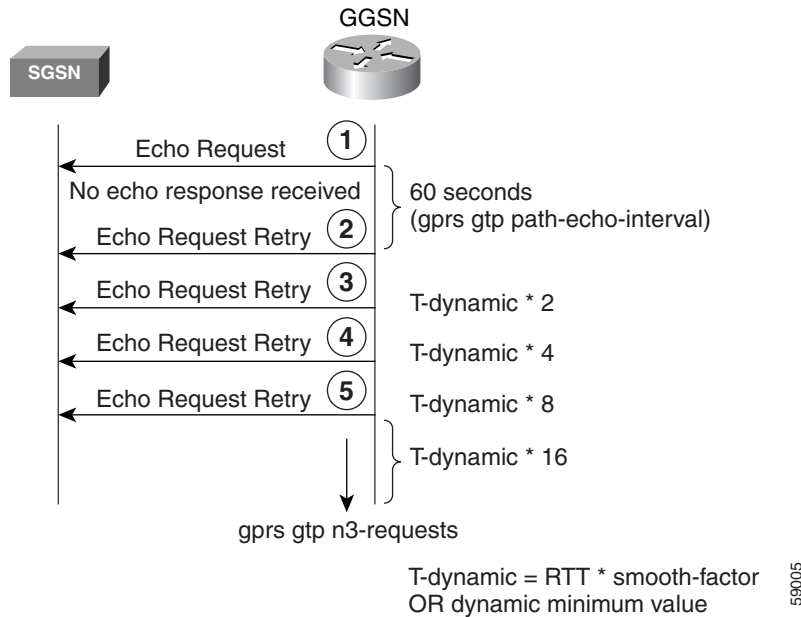 GGSN
SGSN
Echo Request
1
No echo response received
60 seconds
(gprs gtp path-echo-interval)
Echo Request Retry
2
Echo Request Retry
3
T-dynamic * 2
Echo Request Retry
4
T-dynamic * 4
Echo Request Retry
5
T-dynamic * 8
T-dynamic * 16
gprs gtp n3-requests
T-dynamic = RTT * smooth-factor
OR dynamic minimum value
59005